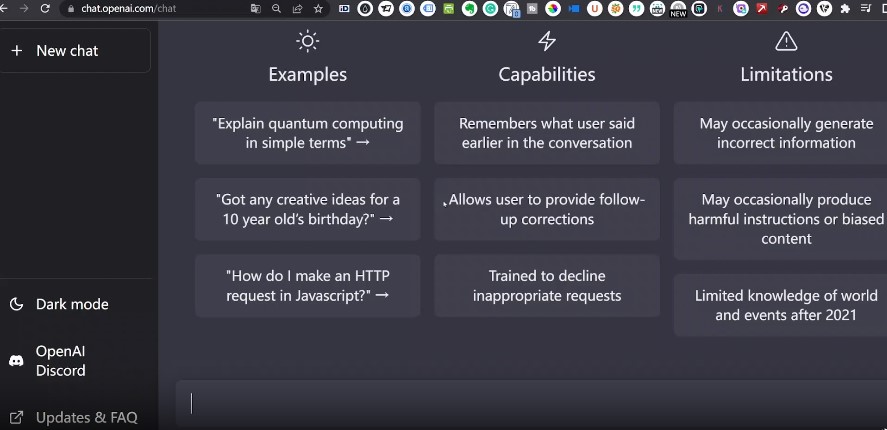 chat.openai.com/chat
NEW
+ New chat
Examples
Capabilities
Limitations
"Explain quantum computing
in simple terms" →
Remembers what user said
earlier in the conversation
May occasionally generate
incorrect information
"Got any creative ideas for a
10 year old's birthday?" →
Allows user to provide follow-
up corrections
May occasionally produce
harmful instructions or biased
content
"How do I make an HTTP
request in Javascript?" →
Trained to decline
inappropriate requests
Limited knowledge of world
and events after 2021
Dark mode
OpenAI
Discord
Updates & FAQ